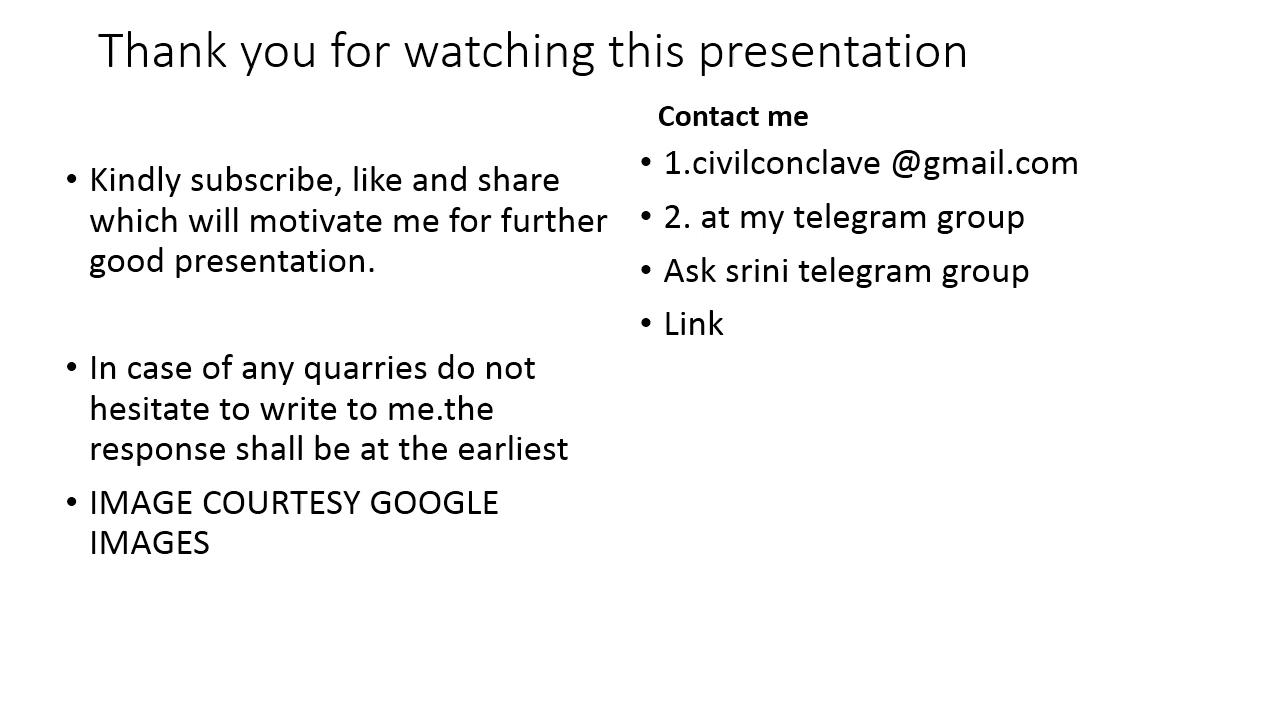 Thank you for watching this presentation
• Kindly subscribe, like and share
which will motivate me for further
good presentation.
• In case of any quarries do not
hesitate to write to me.the
response shall be at the earliest
• IMAGE COURTESY GOOGLE
IMAGES
Contact me
• 1.civilconclave @gmail.com
• 2. at my telegram group
• Ask srini telegram group
• Link